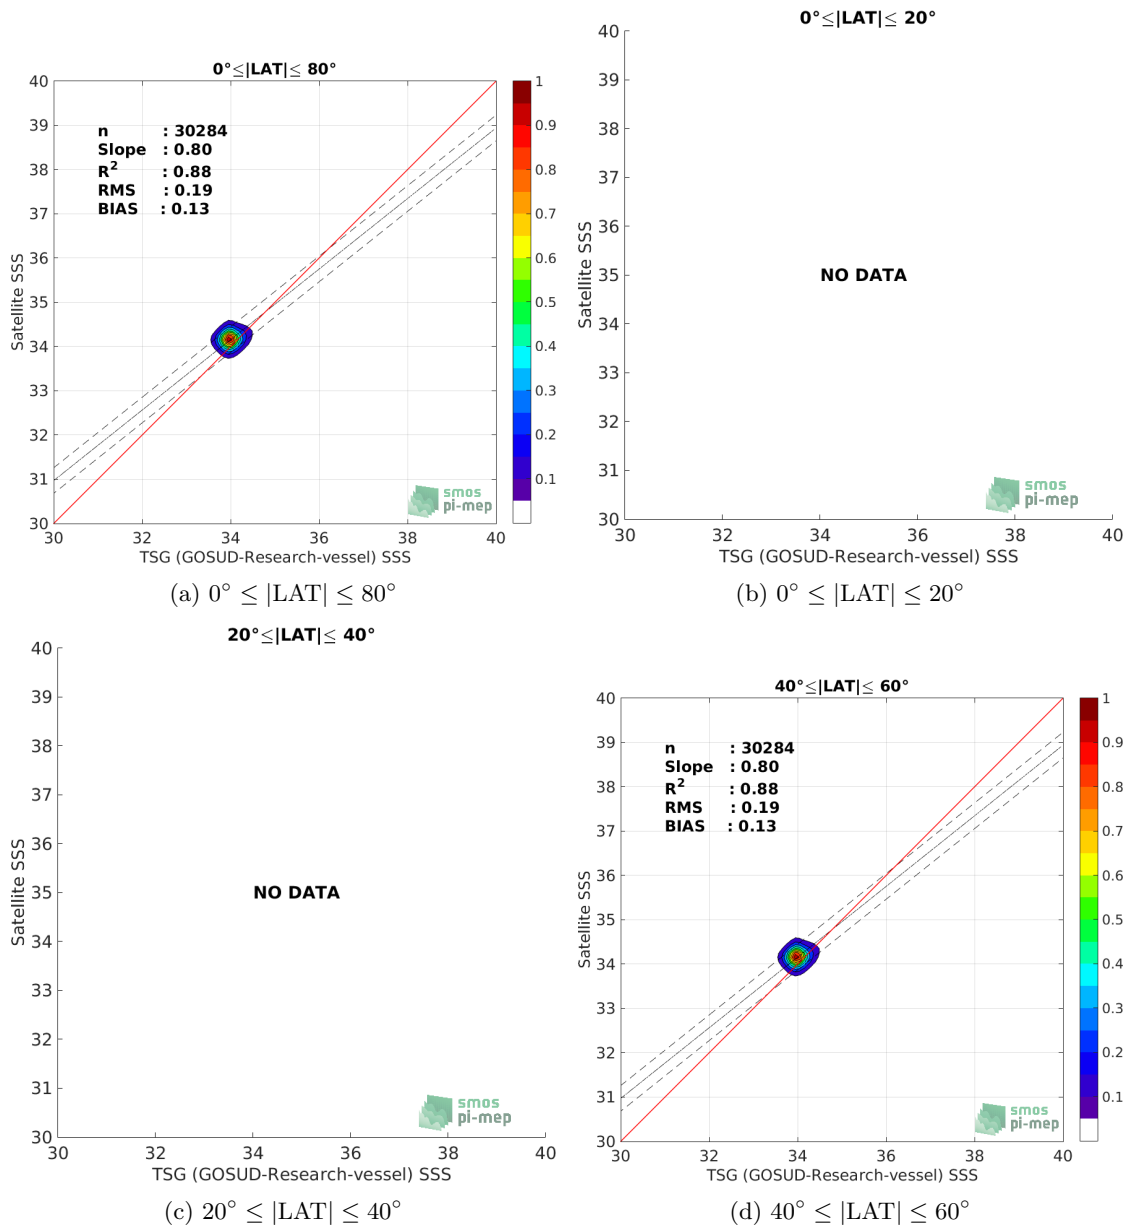 0°≤|LAT|≤ 80°
40
39
38
37
36
35
34
33
32
31
30
Satellite SSS
n : 30284
Slope : 0.80
R² : 0.88
RMS : 0.19
BIAS : 0.13
1
0.9
0.8
0.7
0.6
0.5
0.4
0.3
0.2
0.1
smos
pi-mep
30 32 34 36 38 40
TSG (GOSUD-Research-vessel) SSS
(a) 0° ≤ |LAT| ≤ 80°
0°≤|LAT|≤ 20°
40
39
38
37
36
35
34
33
32
31
30
Satellite SSS
NO DATA
smos
pi-mep
30 32 34 36 38 40
TSG (GOSUD-Research-vessel) SSS
(b) 0° ≤ |LAT| ≤ 20°
20°≤|LAT|≤ 40°
40
39
38
37
36
35
34
33
32
31
30
Satellite SSS
NO DATA
smos
pi-mep
30 32 34 36 38 40
TSG (GOSUD-Research-vessel) SSS
(c) 20° ≤ |LAT| ≤ 40°
40°≤|LAT|≤ 60°
40
39
38
37
36
35
34
33
32
31
30
Satellite SSS
n : 30284
Slope : 0.80
R² : 0.88
RMS : 0.19
BIAS : 0.13
1
0.9
0.8
0.7
0.6
0.5
0.4
0.3
0.2
0.1
smos
pi-mep
30 32 34 36 38 40
TSG (GOSUD-Research-vessel) SSS
(d) 40° ≤ |LAT| ≤ 60°